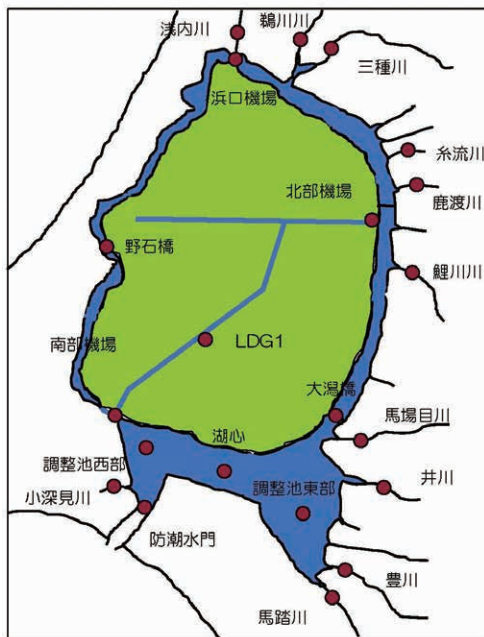 浅内川
鵜川川
三種川
浜口機場
糸流川
北部機場
鹿渡川
野石橋
鯉川川
南部機場
LDG1
大潟橋
馬場目川
湖心
調整池西部
井川
調整池東部
小深見川
防潮水門
豊川
馬踏川